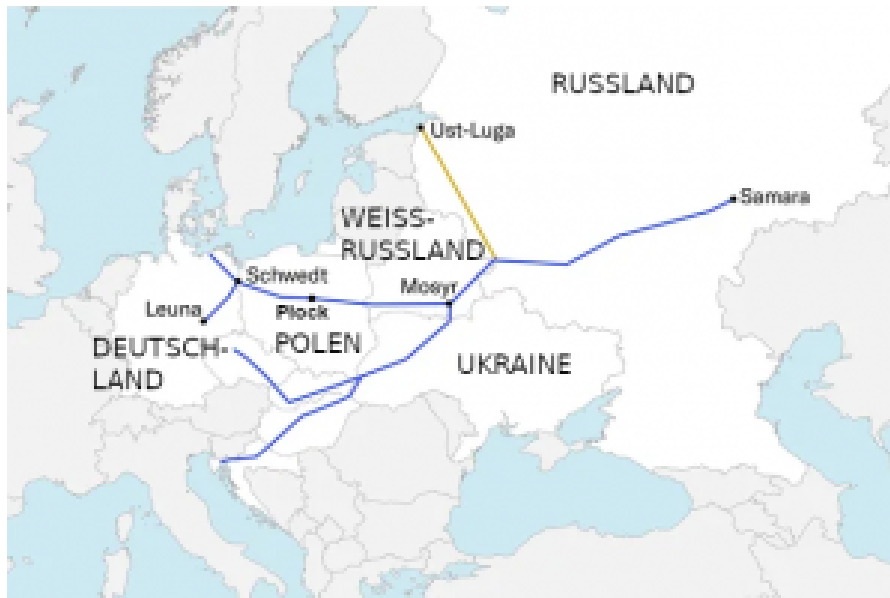 RUSSLAND
Ust-Luga
Samara
WEISS-
RUSSLAND
Schwedt
Mosyr
Leuna
Plock
POLEN
DEUTSCH-
LAND
UKRAINE